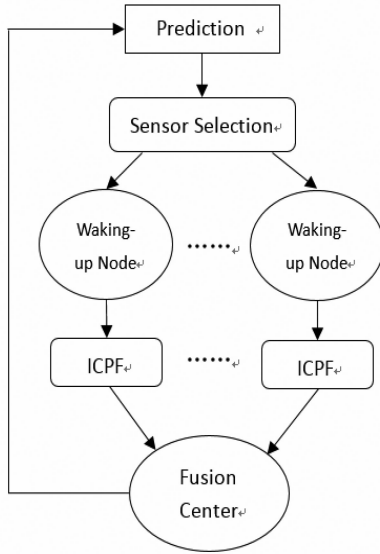 Prediction
Sensor Selection
Waking-
up Node
......
Waking-
up Node
ICPF
......
ICPF
Fusion
Center